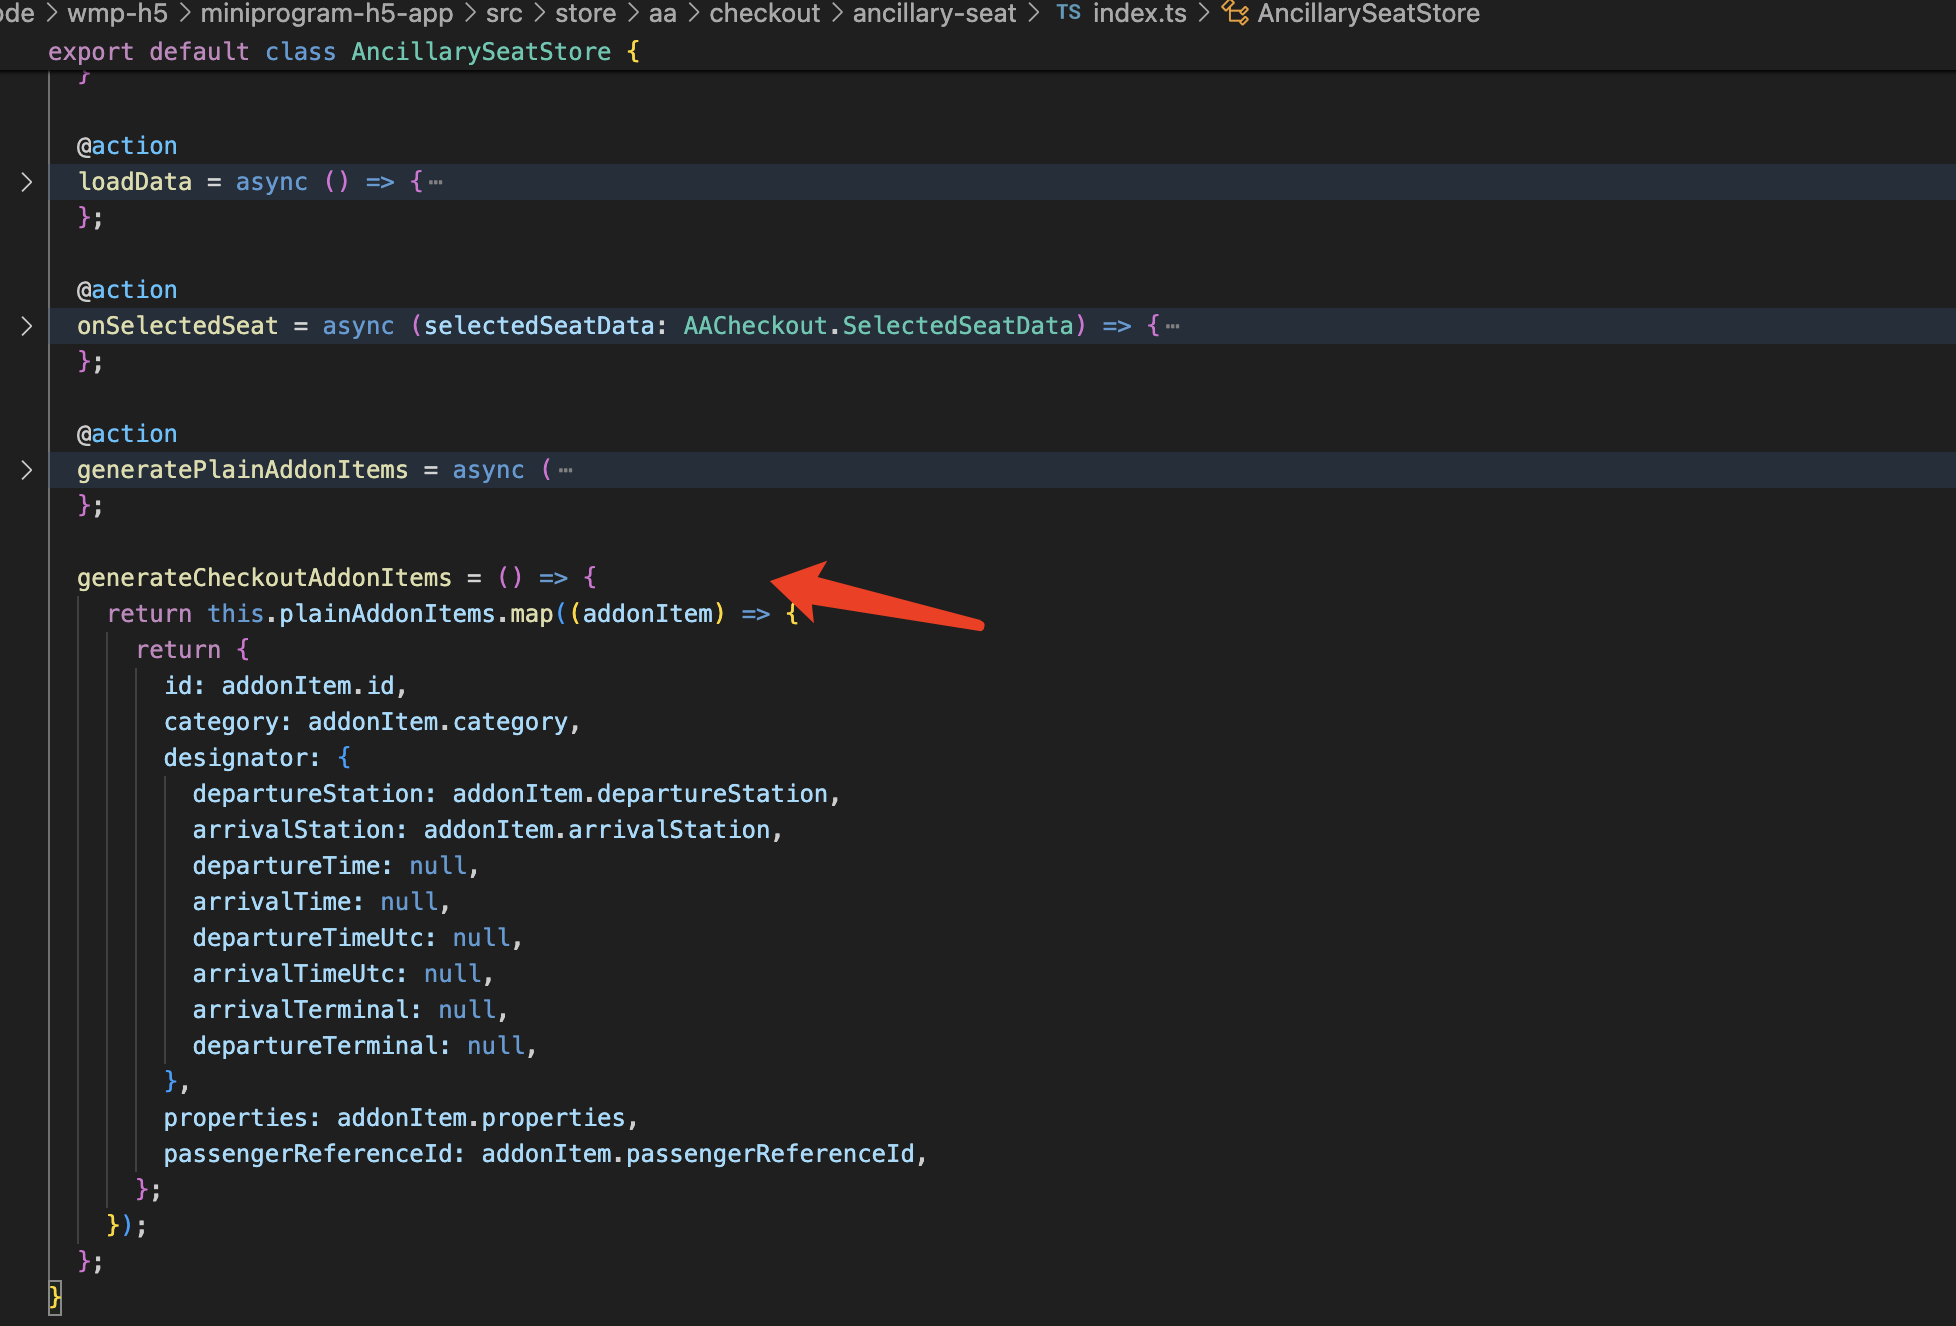 ode > wmp-h5 > miniprogram-h5-app > src > store > aa > checkout > ancillary-seat > TS index.ts > AncillarySeatStore
export default class AncillarySeatStore {
}
@action
loadData = async () => {⋯
};
@action
onSelectedSeat = async (selectedSeatData: AACheckout.SelectedSeatData) => {⋯
};
@action
generatePlainAddonItems = async (⋯
};
generateCheckoutAddonItems = () => {
return this.plainAddonItems.map((addonItem) => {
return {
id: addonItem.id,
category: addonItem.category,
designator: {
departureStation: addonItem.departureStation,
arrivalStation: addonItem.arrivalStation,
departureTime: null,
arrivalTime: null,
departureTimeUtc: null,
arrivalTimeUtc: null,
arrivalTerminal: null,
departureTerminal: null,
},
properties: addonItem.properties,
passengerReferenceId: addonItem.passengerReferenceId,
};
});
};
}